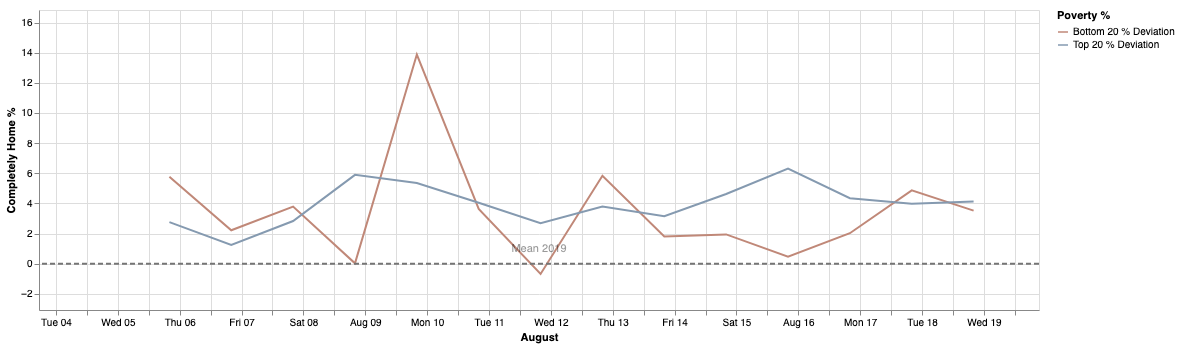 Poverty %
Bottom 20 % Deviation
Top 20 % Deviation
Completely Home %
16
14
12
10
8
6
4
2
0
−2
Mean 2019
Tue 04 Wed 05 Thu 06 Fri 07 Sat 08 Aug 09 Mon 10 Tue 11 Wed 12 Thu 13 Fri 14 Sat 15 Aug 16 Mon 17 Tue 18 Wed 19
August